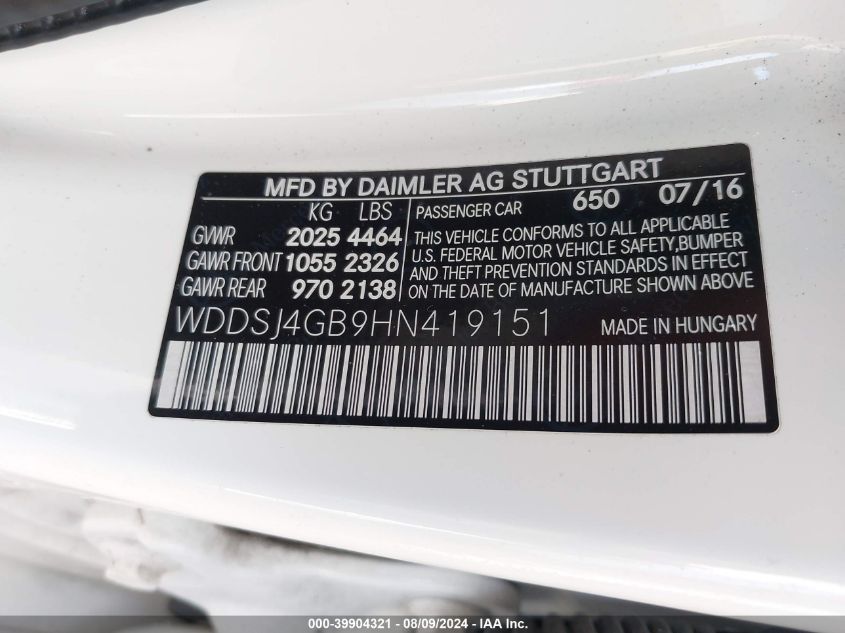 MFD BY DAIMLER AG STUTTGART
KG LBS PASSENGER CAR 650 07/16
GVWR 2025 4464 THIS VEHICLE CONFORMS TO ALL APPLICABLE
GAWR FRONT 1055 2326 U.S. FEDERAL MOTOR VEHICLE SAFETY,BUMPER
GAWR REAR 970 2138 AND THEFT PREVENTION STANDARDS IN EFFECT
ON THE DATE OF MANUFACTURE SHOWN ABOVE
WDDSJ4GB9HN419151 MADE IN HUNGARY
000-39904321 - 08/09/2024 - IAA Inc.